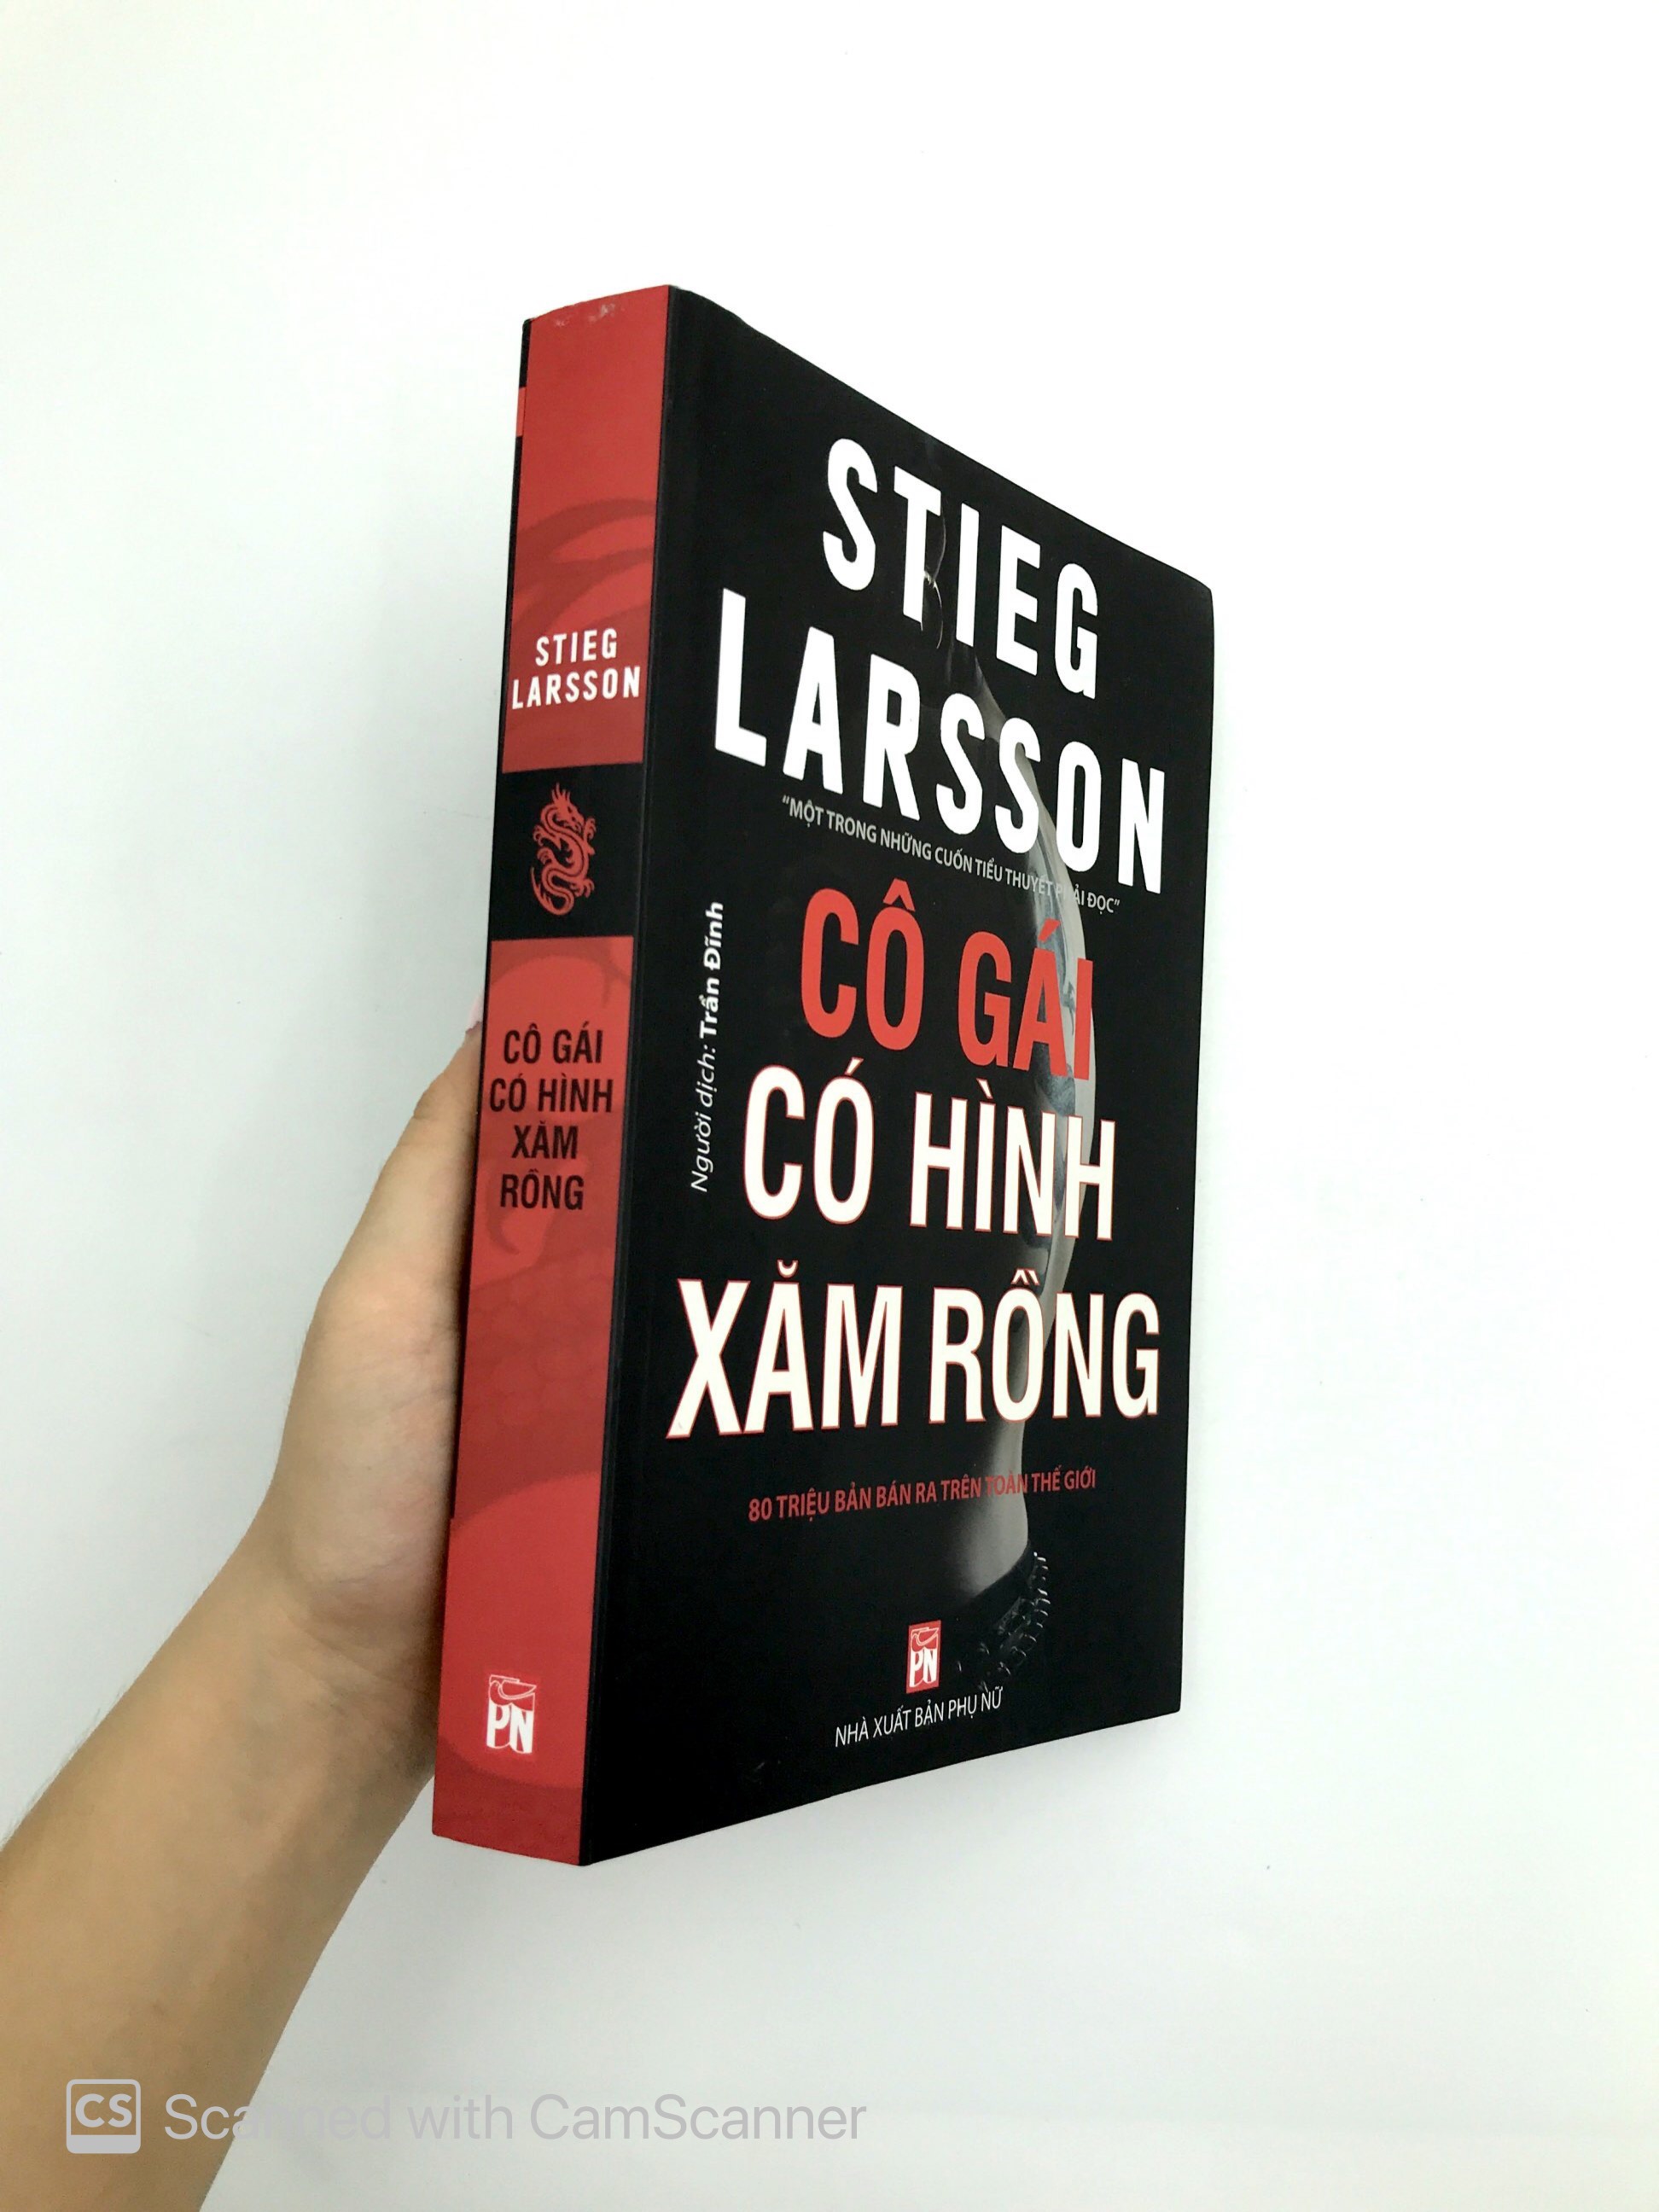 STIEG
LARSSON
CÔ GÁI
CÓ HÌNH
XĂM
RỒNG
PN
STIEG
LARSSON
“MỘT TRONG NHỮNG CUỐN TIỂU THUYẾT PHẢI ĐỌC”
Người dịch: Trần Đĩnh
CÔ GÁI
CÓ HÌNH
XĂM RỒNG
80 TRIỆU BẢN BÁN RA TRÊN TOÀN THẾ GIỚI
PN
NHÀ XUẤT BẢN PHỤ NỮ
CS Scanned with CamScanner